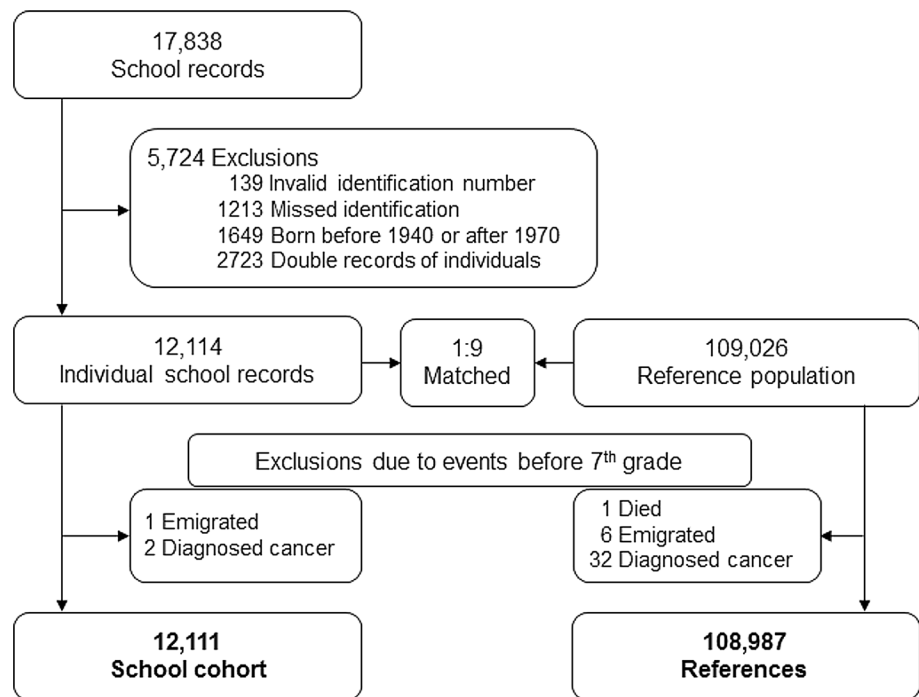 17,838
School records
5,724 Exclusions
139 Invalid identification number
1213 Missed identification
1649 Born before 1940 or after 1970
2723 Double records of individuals
12,114
Individual school records
1:9
Matched
109,026
Reference population
Exclusions due to events before 7th grade
1 Emigrated
2 Diagnosed cancer
1 Died
6 Emigrated
32 Diagnosed cancer
12,111
School cohort
108,987
References